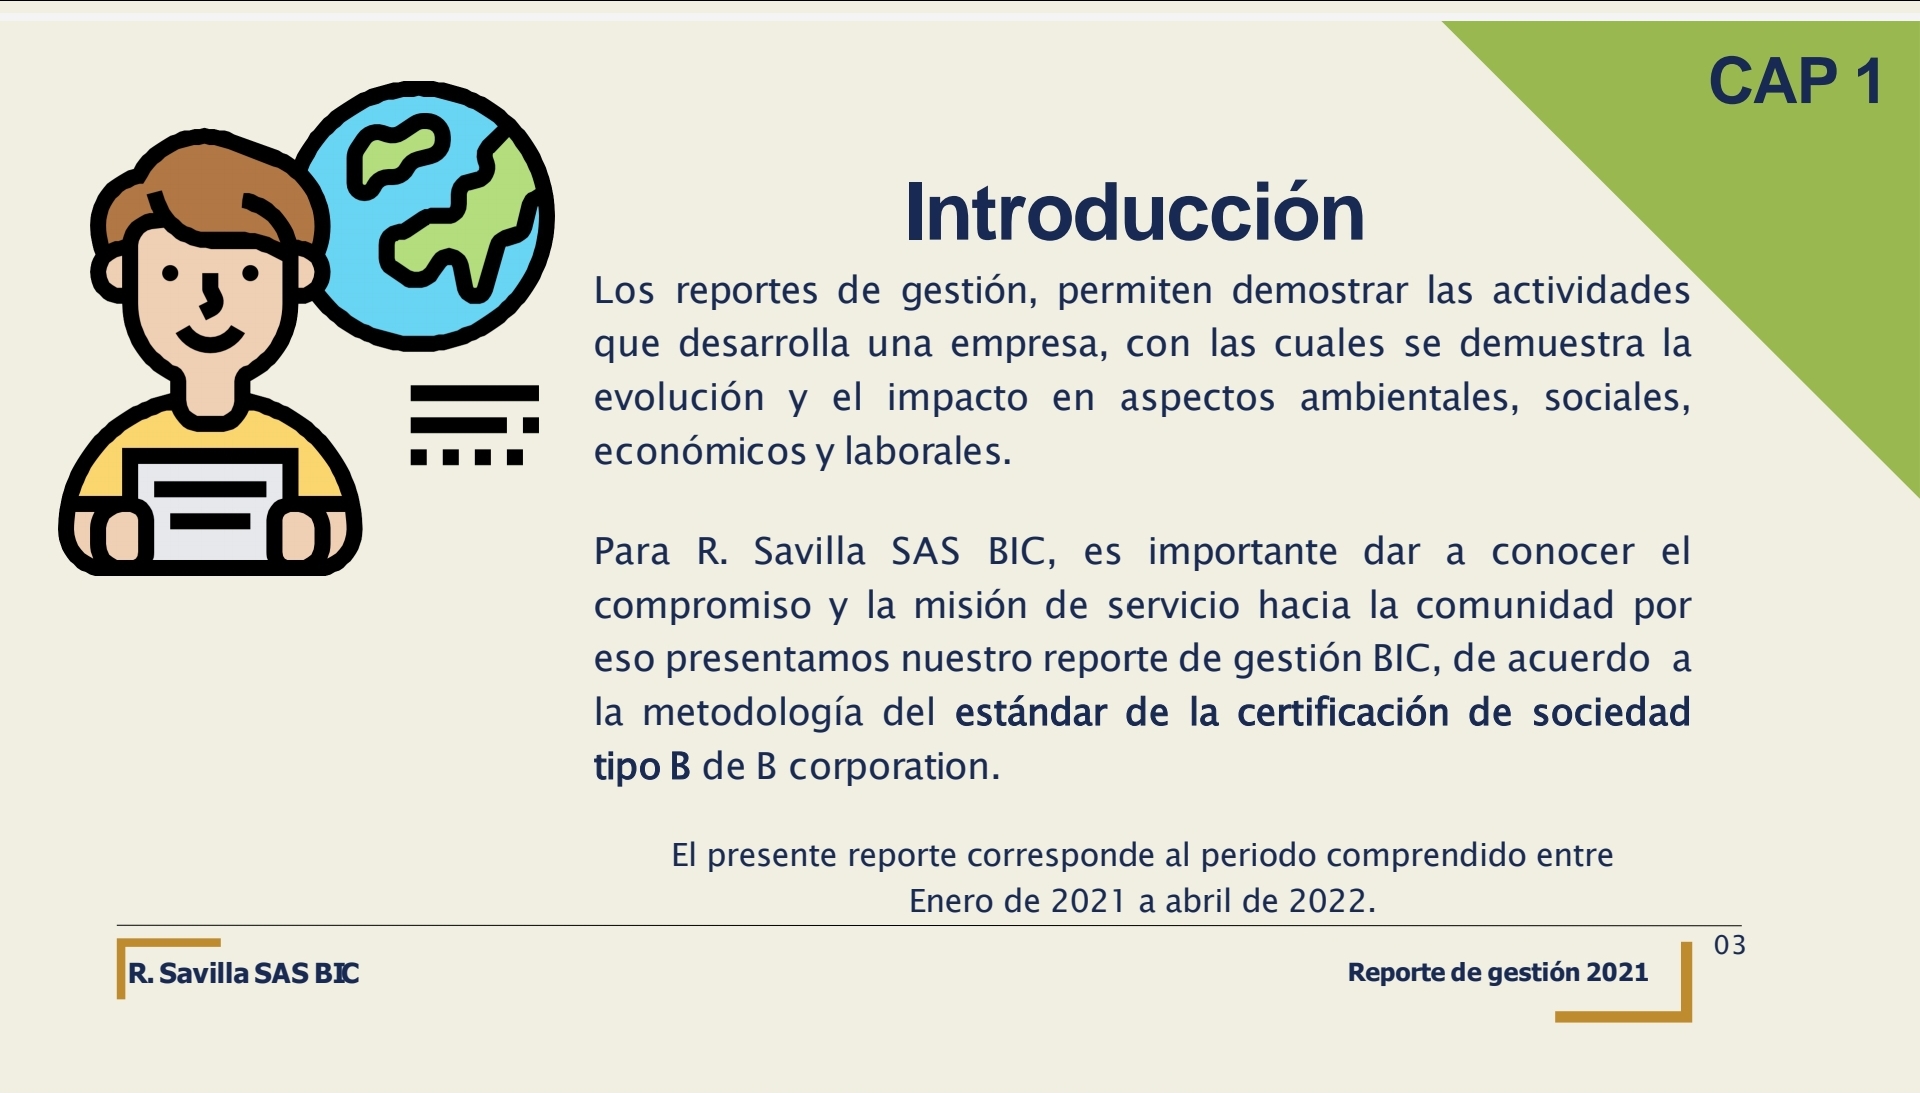 CAP 1
Introducción
Los reportes de gestión, permiten demostrar las actividades
que desarrolla una empresa, con las cuales se demuestra la
evolución y el impacto en aspectos ambientales, sociales,
económicos y laborales.
Para R. Savilla SAS BIC, es importante dar a conocer el
compromiso y la misión de servicio hacia la comunidad por
eso presentamos nuestro reporte de gestión BIC, de acuerdo a
la metodología del estándar de la certificación de sociedad
tipo B de B corporation.
El presente reporte corresponde al periodo comprendido entre
Enero de 2021 a abril de 2022.
03
R. Savilla SAS BIC
Reporte de gestión 2021